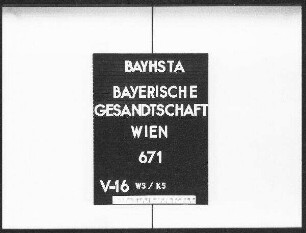 BAYHSTA
BAYERISCHE
GESANDTSCHAFT
WIEN
671
V-16 WS/KS